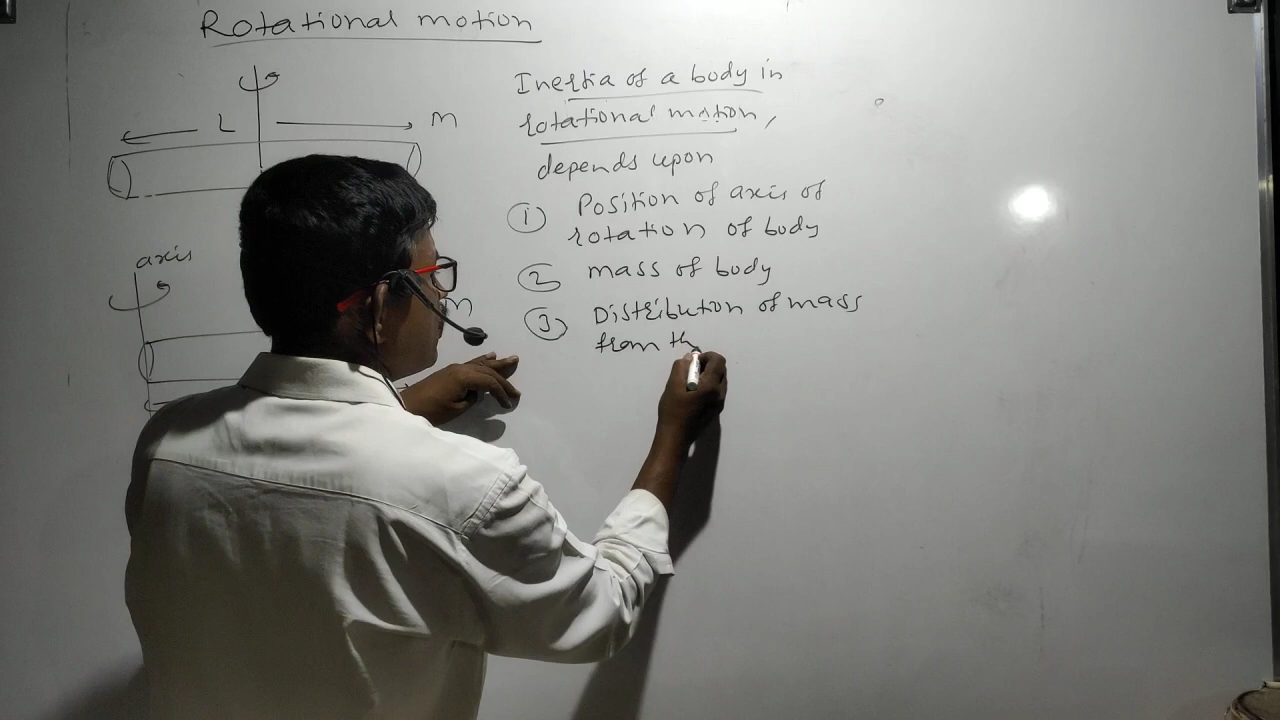 Rotational motion
L
m
axis
m
Inertia of a body in
rotational motion,
depends upon
① Position of axis of
rotation of body
② mass of body
③ Distribution of mass
from th